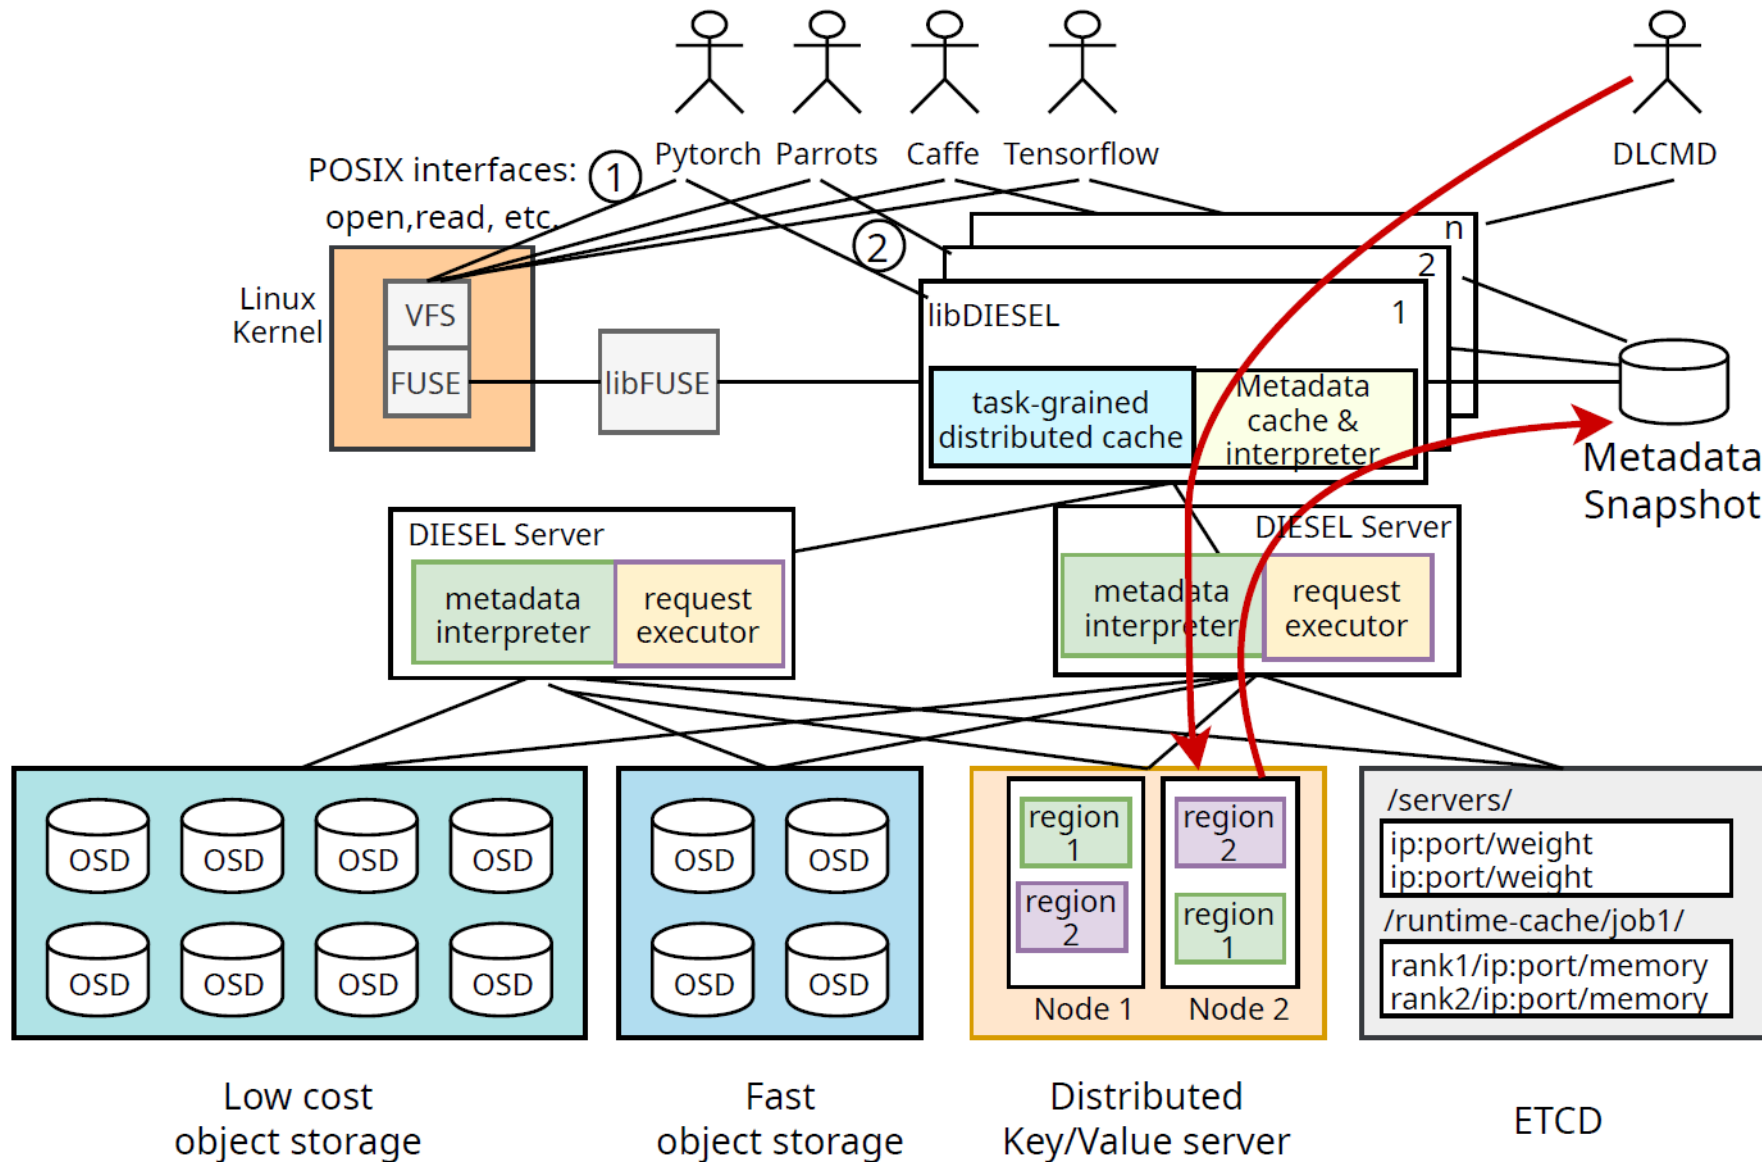 Pytorch Parrots Caffe Tensorflow
DLCMD
POSIX interfaces:
open,read, etc.
1
2
Linux
Kernel
VFS
FUSE
libFUSE
n
2
1
libDIESEL
task-grained
distributed cache
Metadata
cache &
interpreter
Metadata
Snapshot
DIESEL Server
metadata
interpreter
request
executor
DIESEL Server
metadata
interpreter
request
executor
OSD OSD OSD OSD
OSD OSD OSD OSD
Low cost
object storage
OSD OSD
OSD OSD
Fast
object storage
region
1
region
2
Node 1
region
2
region
1
Node 2
Distributed
Key/Value server
/servers/
ip:port/weight
ip:port/weight
/runtime-cache/job1/
rank1/ip:port/memory
rank2/ip:port/memory
ETCD